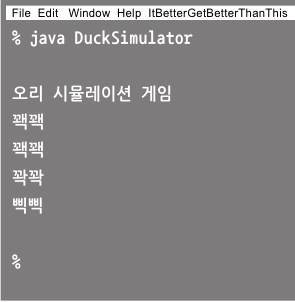 File Edit Window Help ItBetterGetBetterThanThis
% java DuckSimulator
오리 시뮬레이션 게임
꽥꽥
꽥꽥
꽉꽉
삑삑
%